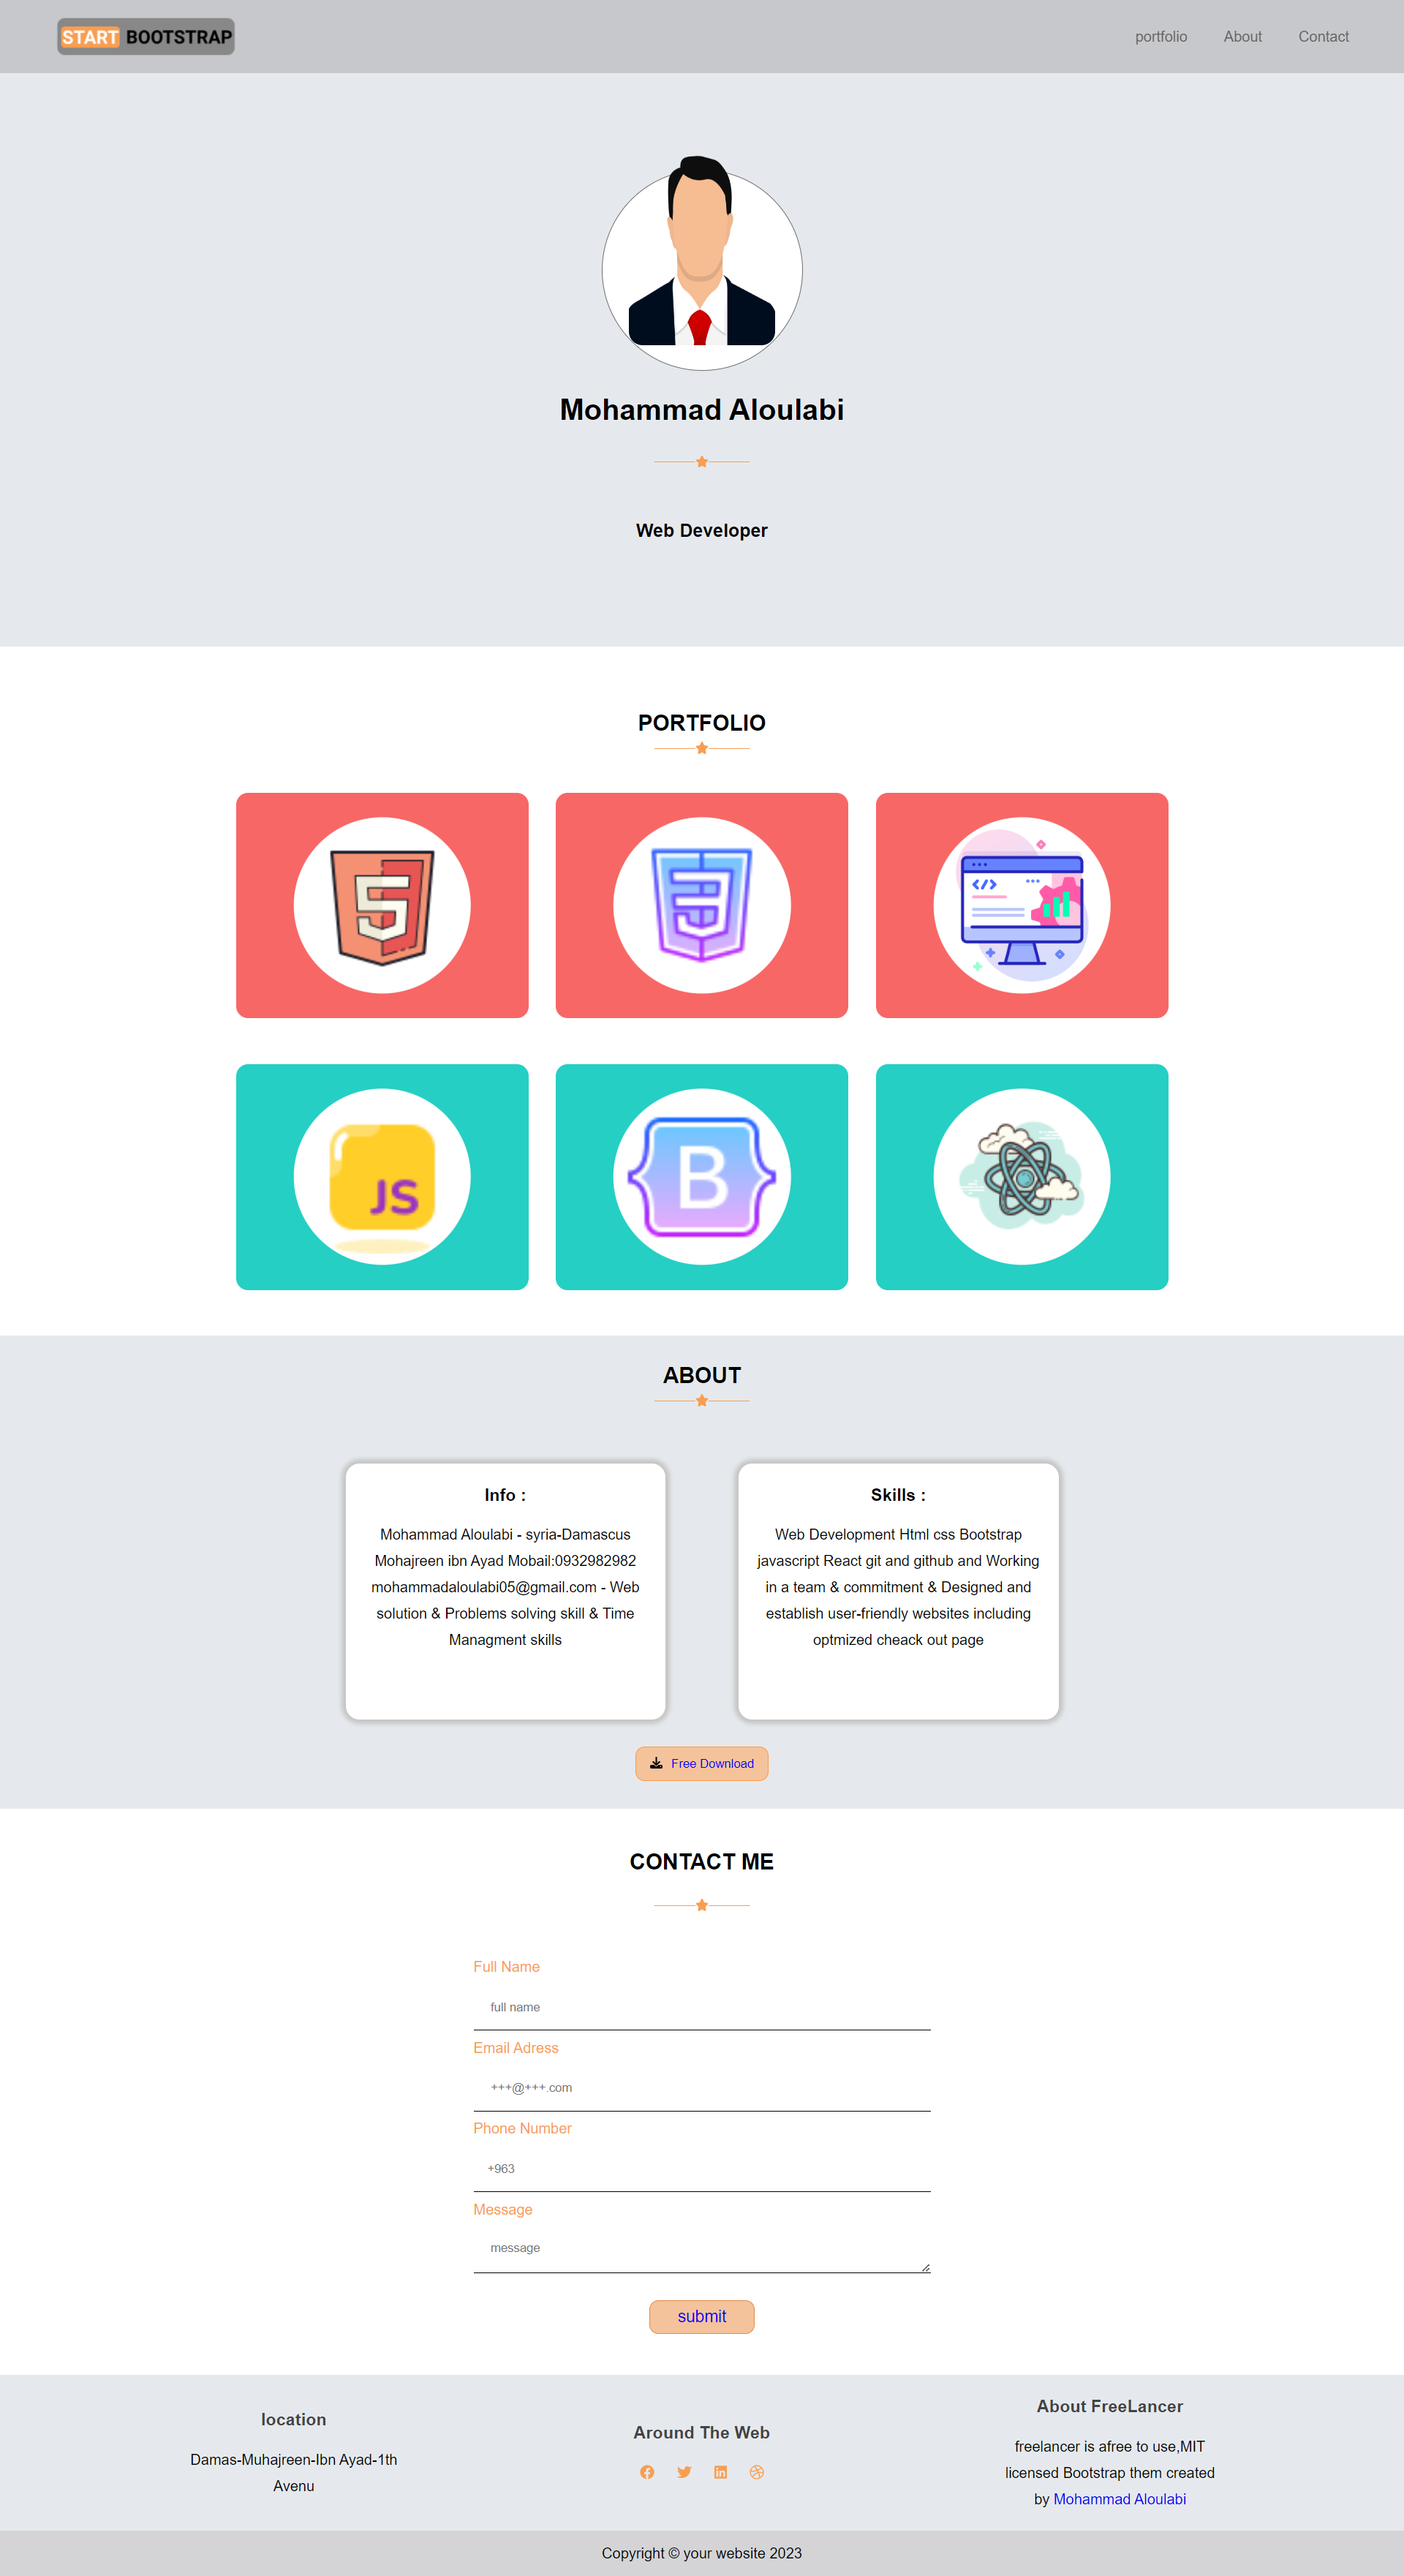 START BOOTSTRAP
portfolio About Contact
Mohammad Aloulabi
Web Developer
PORTFOLIO
</>
JS
B
ABOUT
Info :
Mohammad Aloulabi - syria-Damascus
Mohajreen ibn Ayad Mobail:0932982982
mohammadaloulabi05@gmail.com - Web
solution & Problems solving skill & Time
Managment skills
Skills :
Web Development Html css Bootstrap
javascript React git and github and Working
in a team & commitment & Designed and
establish user-friendly websites including
optmized cheack out page
Free Download
CONTACT ME
Full Name
full name
Email Adress
+++@+++.com
Phone Number
+963
Message
message
submit
location
Damas-Muhajreen-Ibn Ayad-1th
Avenu
Around The Web
About FreeLancer
freelancer is afree to use,MIT
licensed Bootstrap them created
by Mohammad Aloulabi
Copyright © your website 2023